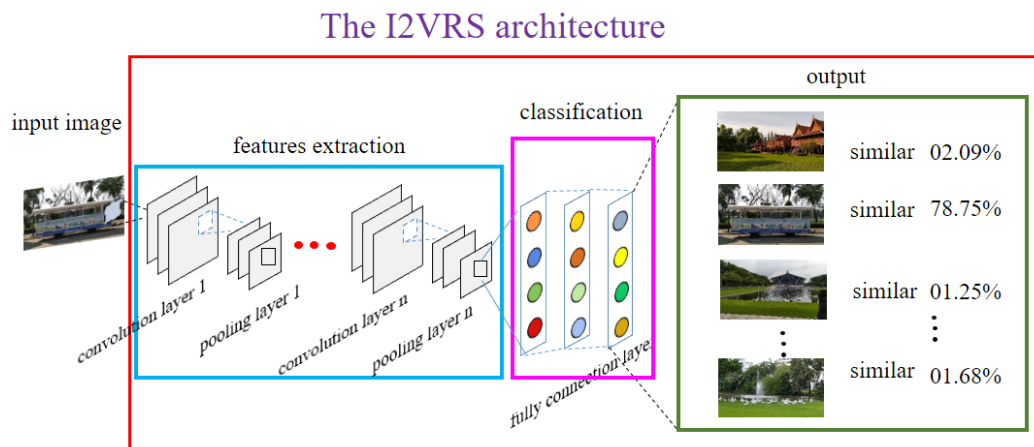 The I2VRS architecture
output
input image
classification
features extraction
similar 02.09%
similar 78.75%
similar 01.25%
similar 01.68%
convolution layer 1
pooling layer 1
convolution layer n
pooling layer n
fully connection laye